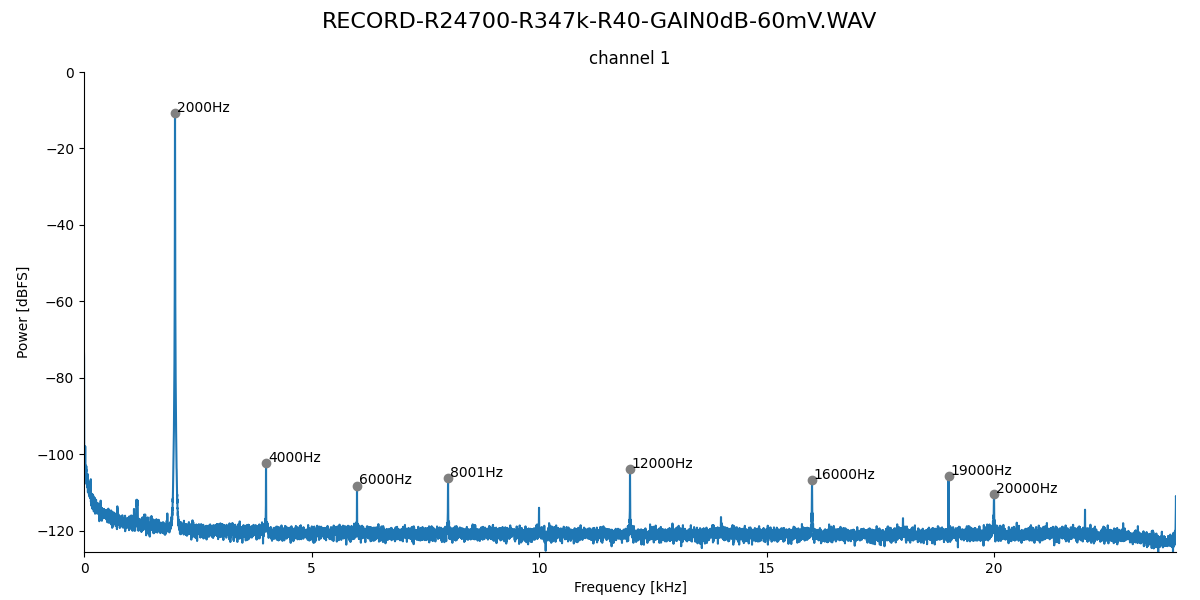 RECORD-R24700-R347k-R40-GAIN0dB-60mV.WAV
channel 1
0
−20
−40
−60
−80
−100
−120
Power [dBFS]
2000Hz
4000Hz
6000Hz
8001Hz
12000Hz
16000Hz
19000Hz
20000Hz
0 5 10 15 20
Frequency [kHz]